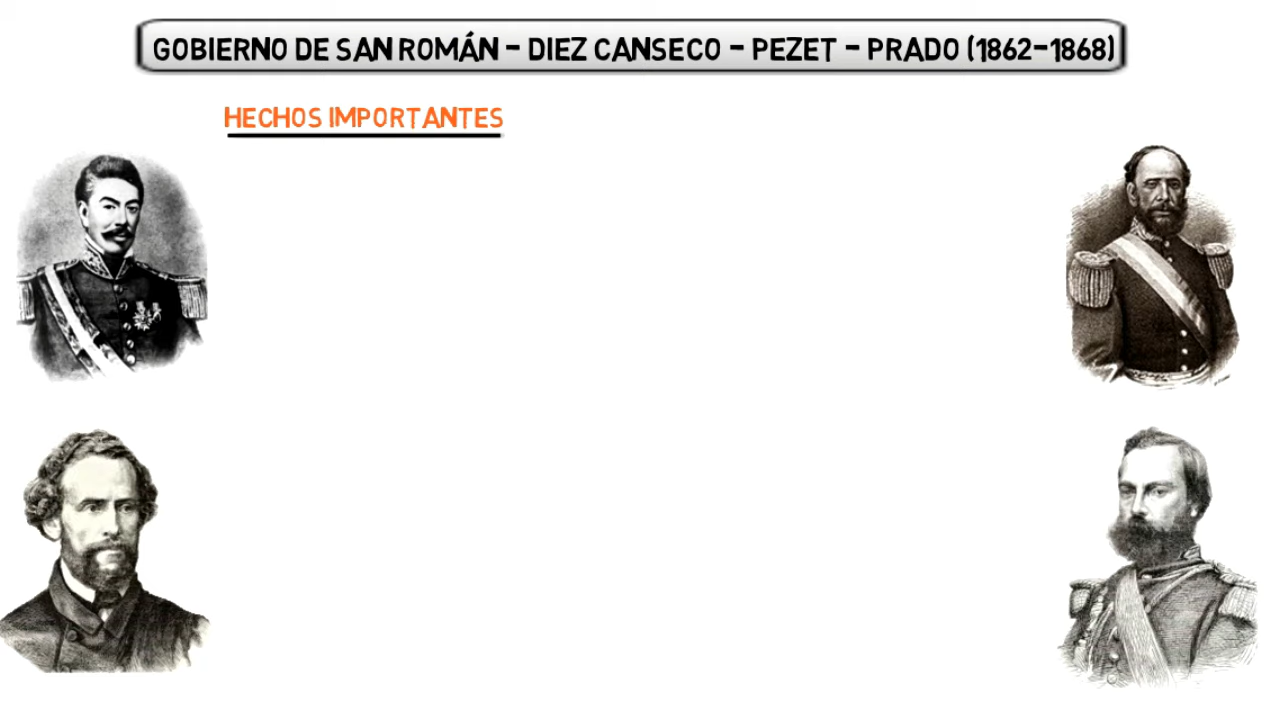 GOBIERNO DE SAN ROMÁN - DIEZ CANSECO - PEZET - PRADO (1862-1868)
HECHOS IMPORTANTES